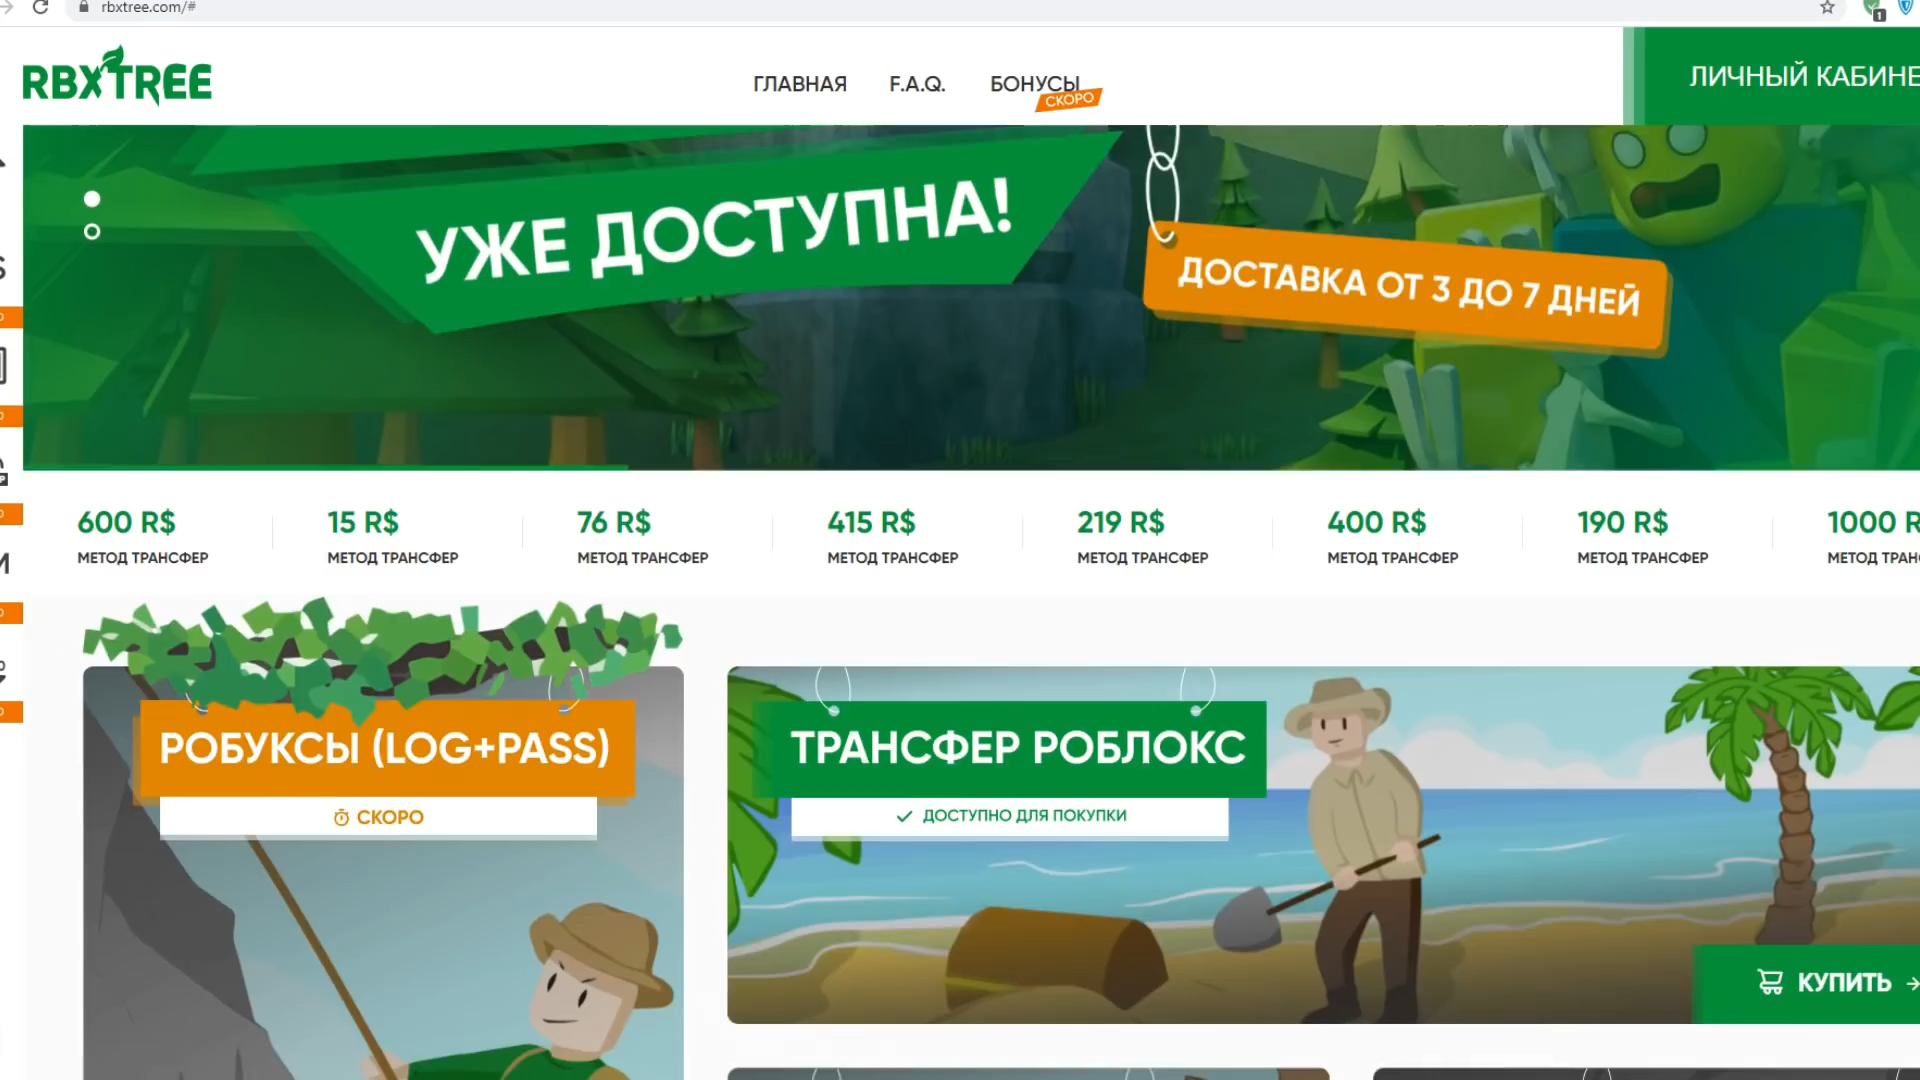 rbxtree.com/#
1
RBXTREE
ГЛАВНАЯ
F.A.Q.
БОНУСЫ
СКОРО
ЛИЧНЫЙ КАБИНЕ
УЖЕ ДОСТУПНА!
ДОСТАВКА ОТ 3 ДО 7 ДНЕЙ
600 R$
МЕТОД ТРАНСФЕР
15 R$
МЕТОД ТРАНСФЕР
76 R$
МЕТОД ТРАНСФЕР
415 R$
МЕТОД ТРАНСФЕР
219 R$
МЕТОД ТРАНСФЕР
400 R$
МЕТОД ТРАНСФЕР
190 R$
МЕТОД ТРАНСФЕР
1000 R
МЕТОД ТРАН
РОБУКСЫ (LOG+PASS)
СКОРО
ТРАНСФЕР РОБЛОКС
ДОСТУПНО ДЛЯ ПОКУПКИ
КУПИТЬ